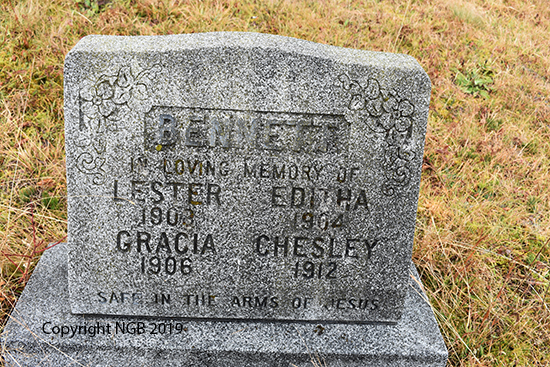 BENNETT
IN LOVING MEMORY OF
LESTER EDITHA
1903 1904
GRACIA CHESLEY
1906 1912
SAFE IN THE ARMS OF JESUS
Copyright NGB 2019